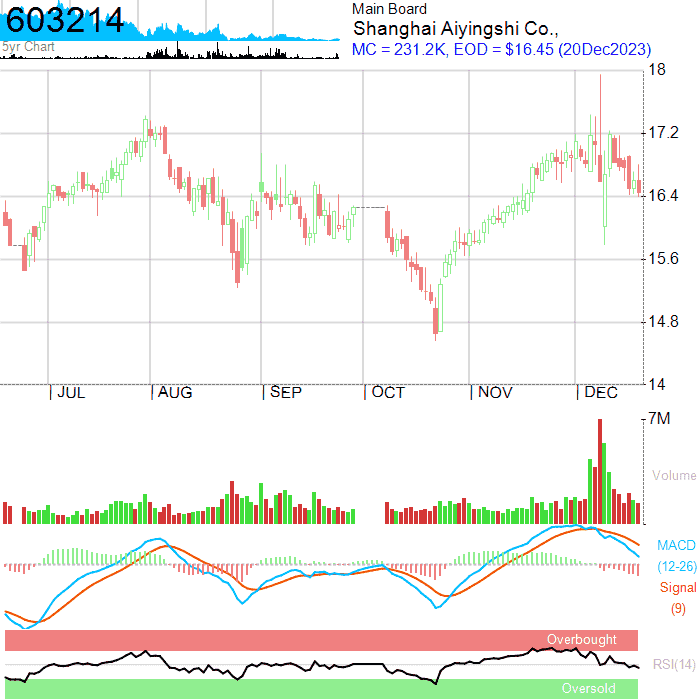 603214
5yr Chart
Main Board
Shanghai Aiyingshi Co.,
MC = 231.2K, EOD = $16.45 (20Dec2023)
18
17.2
16.4
15.6
14.8
14
JUL AUG SEP OCT NOV DEC
7M
Volume
MACD
(12-26)
Signal
(9)
Overbought
RSI(14)
Oversold